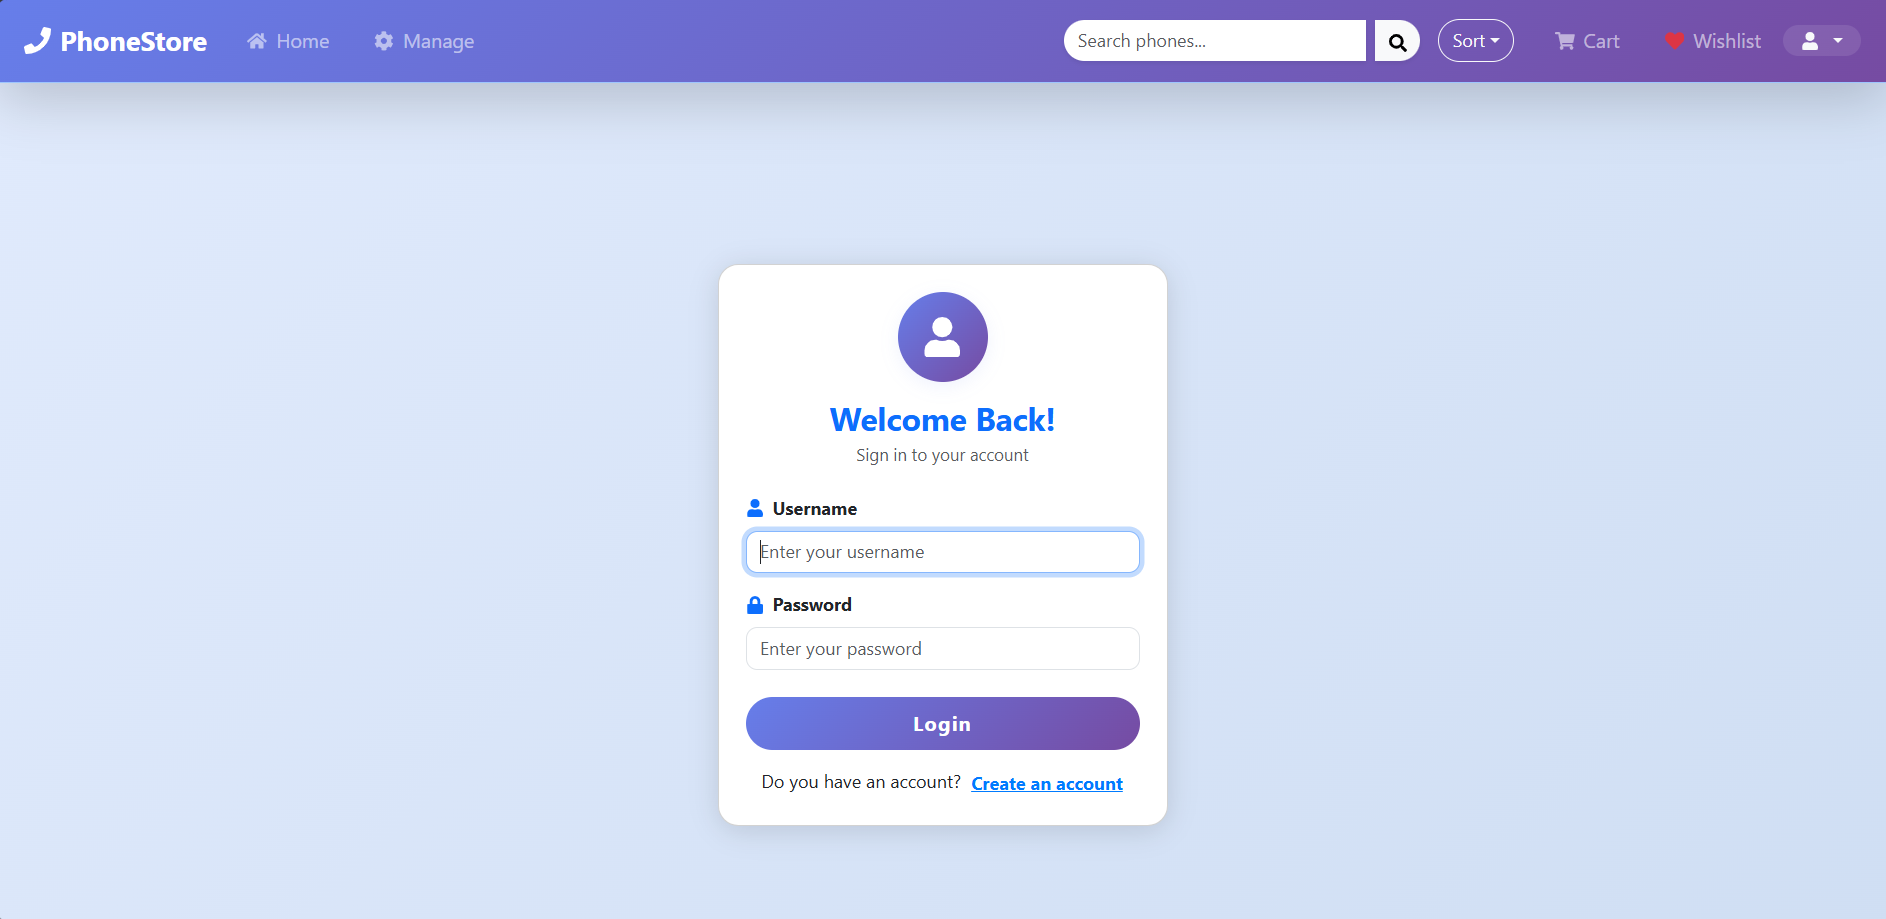 PhoneStore Home Manage Search phones... Sort Cart Wishlist
Welcome Back!
Sign in to your account
Username
Enter your username
Password
Enter your password
Login
Do you have an account? Create an account